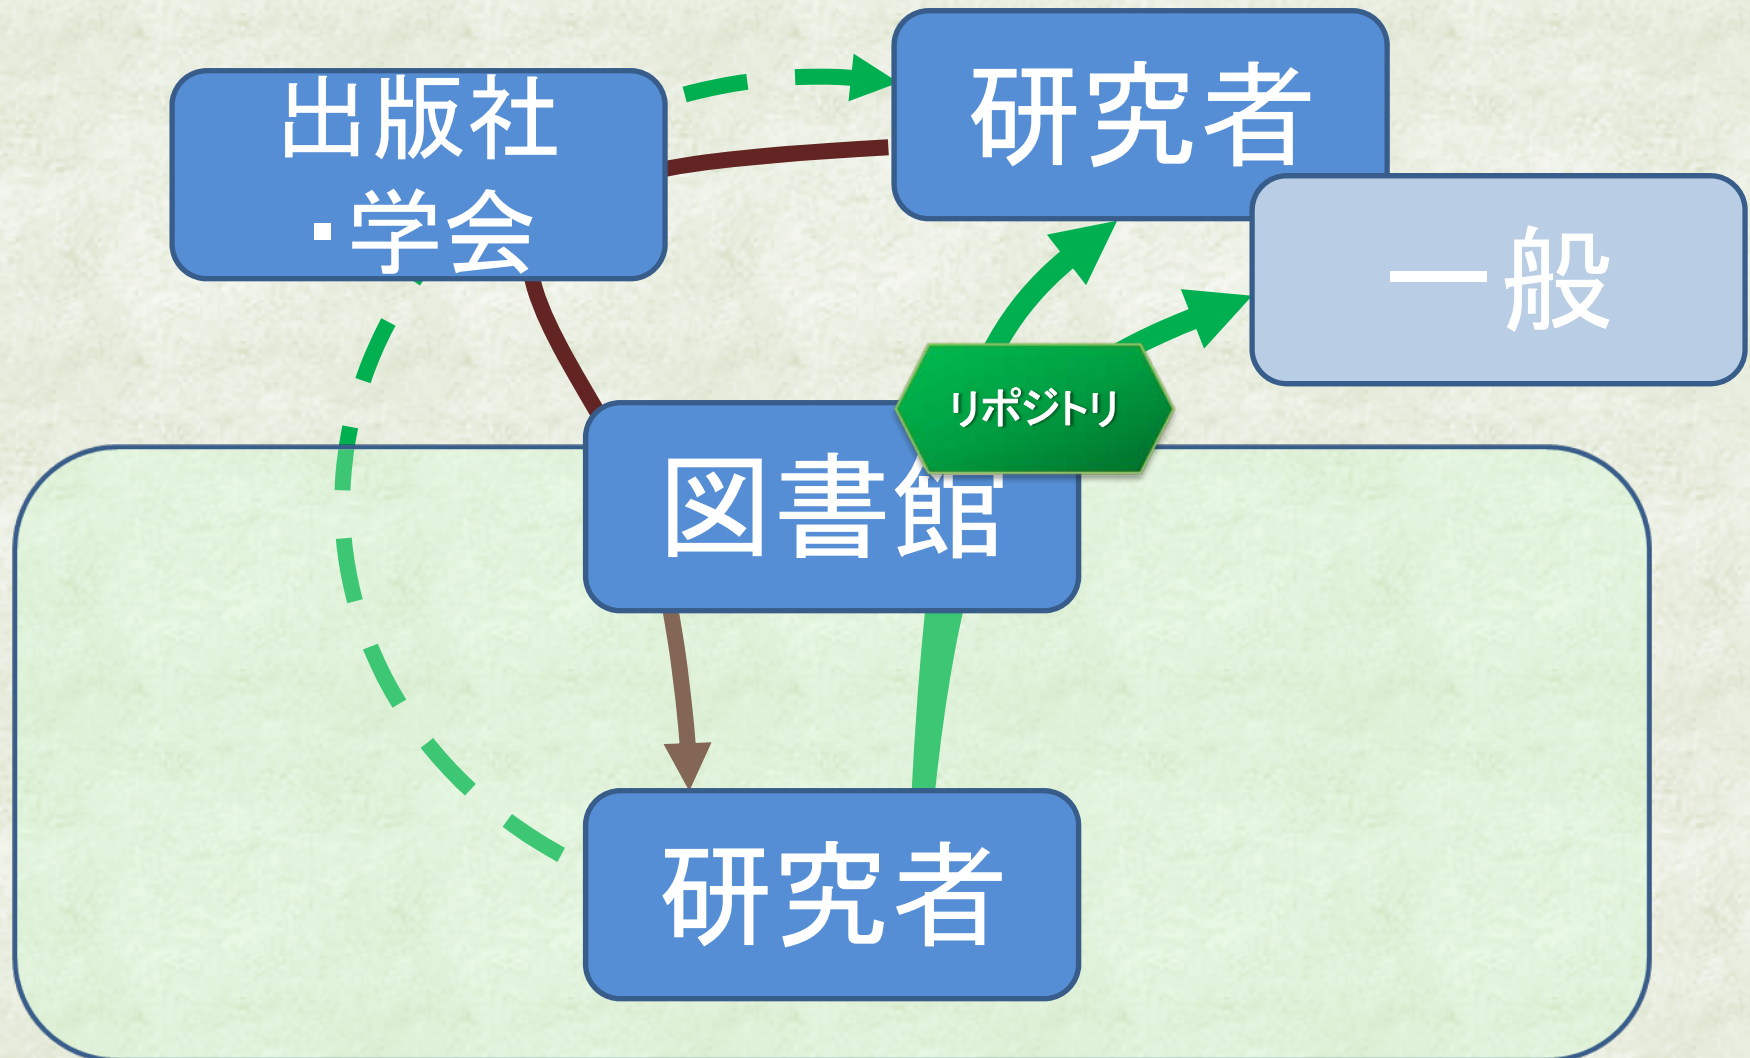 出版社
・学会
研究者
一般
リポジトリ
図書館
研究者